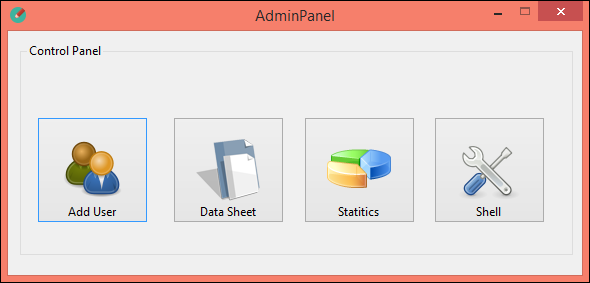 AdminPanel
Control Panel
Add User
Data Sheet
Statitics
Shell